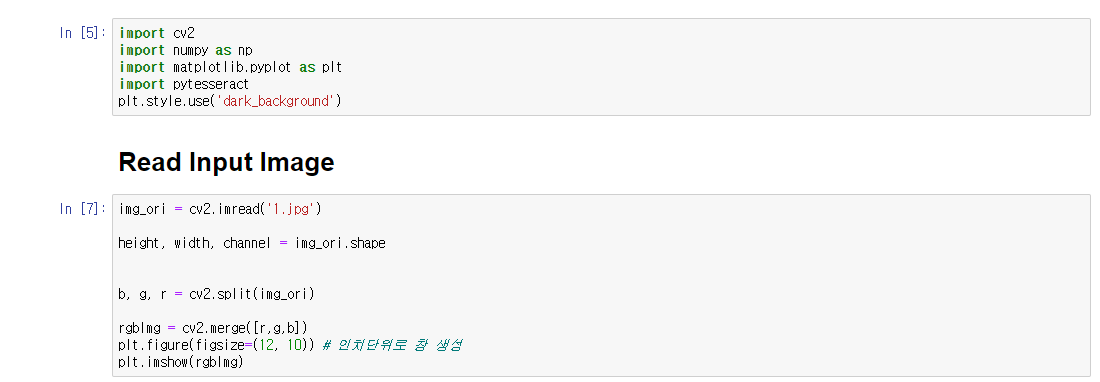 In [5]:
import cv2
import numpy as np
import matplotlib.pyplot as plt
import pytesseract
plt.style.use('dark_background')
Read Input Image
In [7]:
img_ori = cv2.imread('1.jpg')
height, width, channel = img_ori.shape
b, g, r = cv2.split(img_ori)
rgbImg = cv2.merge([r,g,b])
plt.figure(figsize=(12, 10)) # 인치단위로 창 생성
plt.imshow(rgbImg)